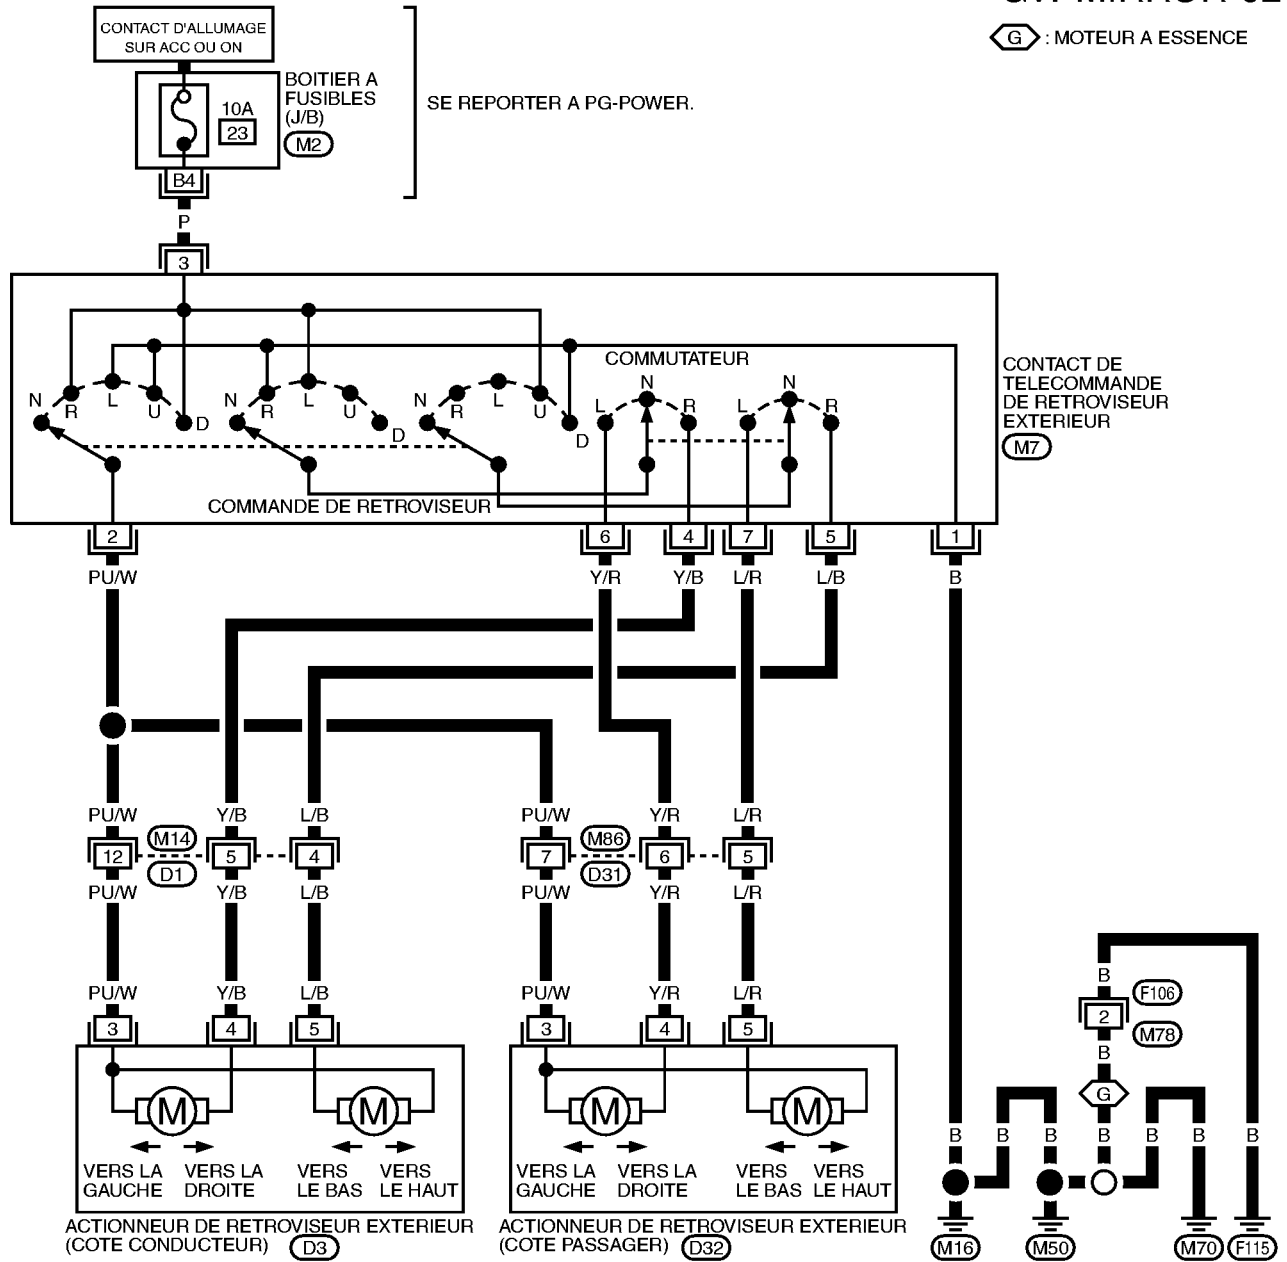 G : MOTEUR A ESSENCE
CONTACT D'ALLUMAGE
SUR ACC OU ON
BOITIER A
FUSIBLES
(J/B)
M2
10A
23
SE REPORTER A PG-POWER.
B4
P
3
COMMUTATEUR
N R L U D
N R L U D
N R L U D
L N R
L N R
COMMANDE DE RETROVISEUR
CONTACT DE
TELECOMMANDE
DE RETROVISEUR
EXTERIEUR
M7
2 6 4 7 5 1
PU/W Y/R Y/B L/R L/B B
PU/W Y/B L/B PU/W Y/R L/R
M14 M86
12 5 4 7 6 5
D1 D31
PU/W Y/B L/B PU/W Y/R L/R
PU/W Y/B L/B PU/W Y/R L/R
3 4 5 3 4 5
B
F106
2
M78
B
G
M M M M
B B B B B B B
VERS LA GAUCHE
VERS LA DROITE
VERS LE BAS
VERS LE HAUT
VERS LA GAUCHE
VERS LA DROITE
VERS LE BAS
VERS LE HAUT
ACTIONNEUR DE RETROVISEUR EXTERIEUR
(COTE CONDUCTEUR) D3
ACTIONNEUR DE RETROVISEUR EXTERIEUR
(COTE PASSAGER) D32
M16 M50 M70 F115